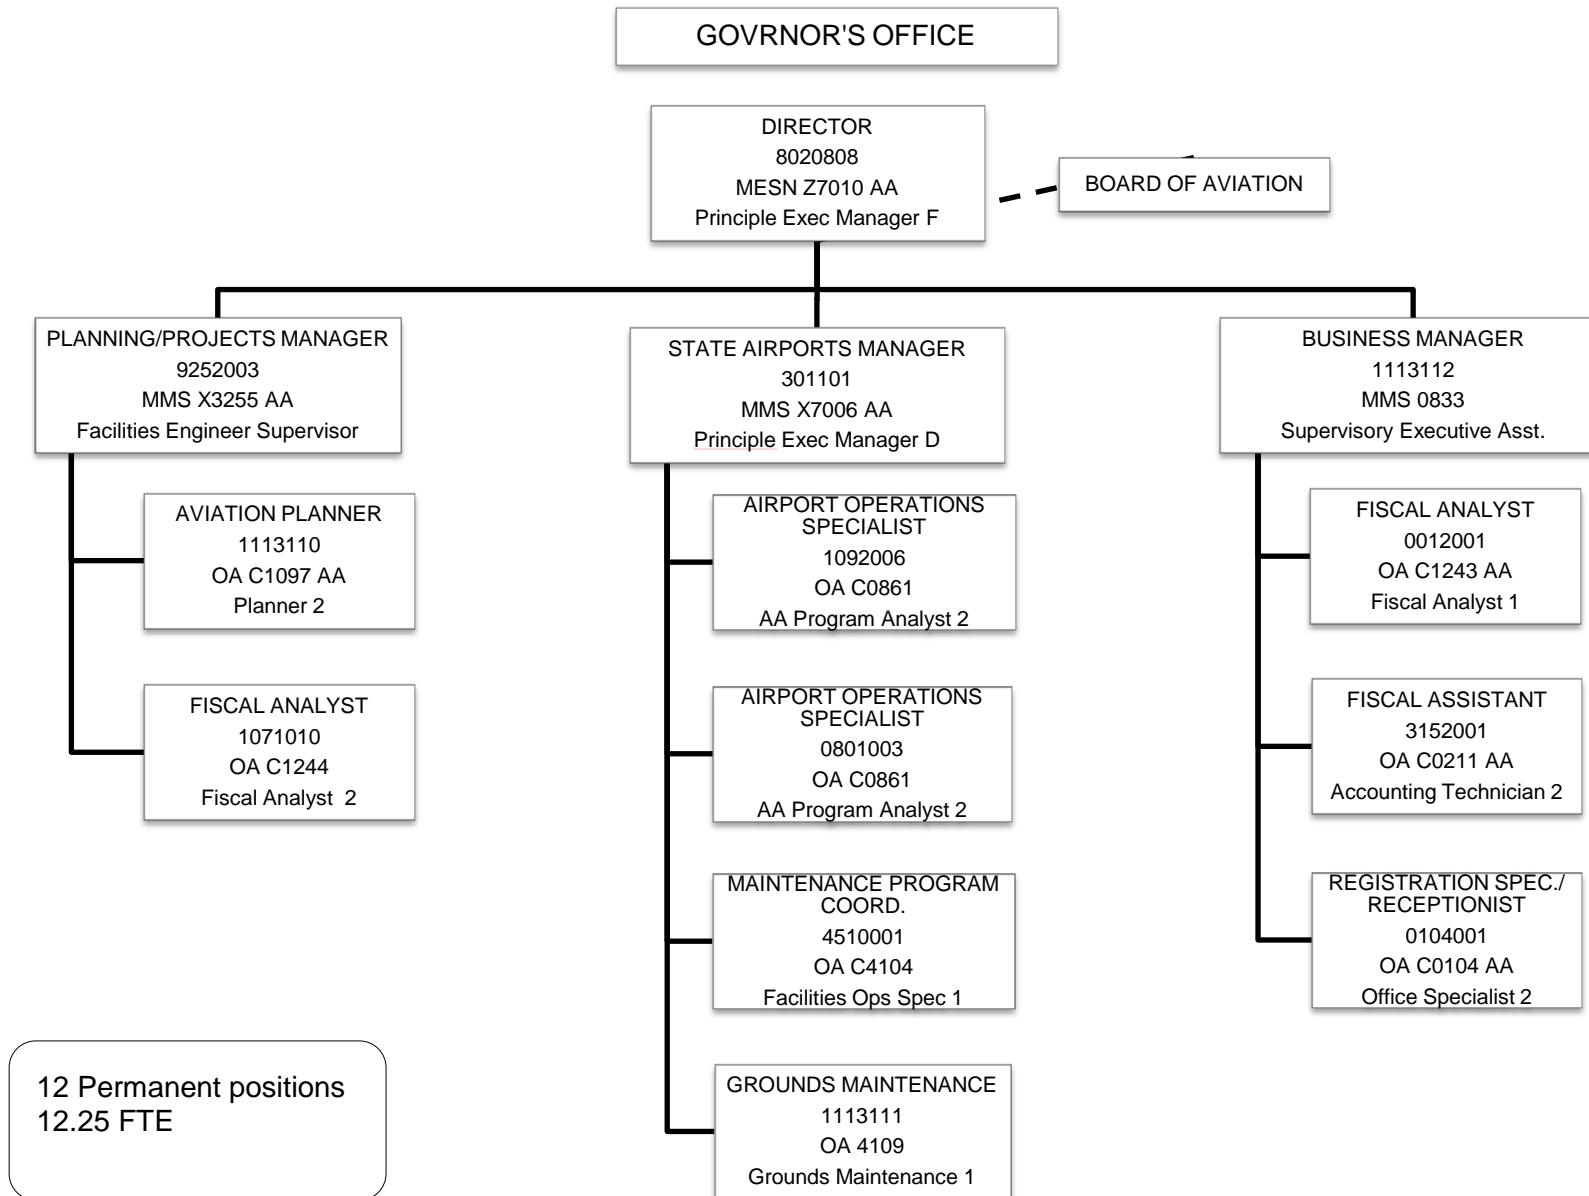 GOVRNOR'S OFFICE
DIRECTOR
8020808
MESN Z7010 AA
Principle Exec Manager F
BOARD OF AVIATION
PLANNING/PROJECTS MANAGER
9252003
MMS X3255 AA
Facilities Engineer Supervisor
STATE AIRPORTS MANAGER
301101
MMS X7006 AA
Principle Exec Manager D
BUSINESS MANAGER
1113112
MMS 0833
Supervisory Executive Asst.
AVIATION PLANNER
1113110
OA C1097 AA
Planner 2
FISCAL ANALYST
1071010
OA C1244
Fiscal Analyst 2
AIRPORT OPERATIONS
SPECIALIST
1092006
OA C0861
AA Program Analyst 2
AIRPORT OPERATIONS
SPECIALIST
0801003
OA C0861
AA Program Analyst 2
MAINTENANCE PROGRAM
COORD.
4510001
OA C4104
Facilities Ops Spec 1
GROUNDS MAINTENANCE
1113111
OA 4109
Grounds Maintenance 1
FISCAL ANALYST
0012001
OA C1243 AA
Fiscal Analyst 1
FISCAL ASSISTANT
3152001
OA C0211 AA
Accounting Technician 2
REGISTRATION SPEC./
RECEPTIONIST
0104001
OA C0104 AA
Office Specialist 2
12 Permanent positions
12.25 FTE